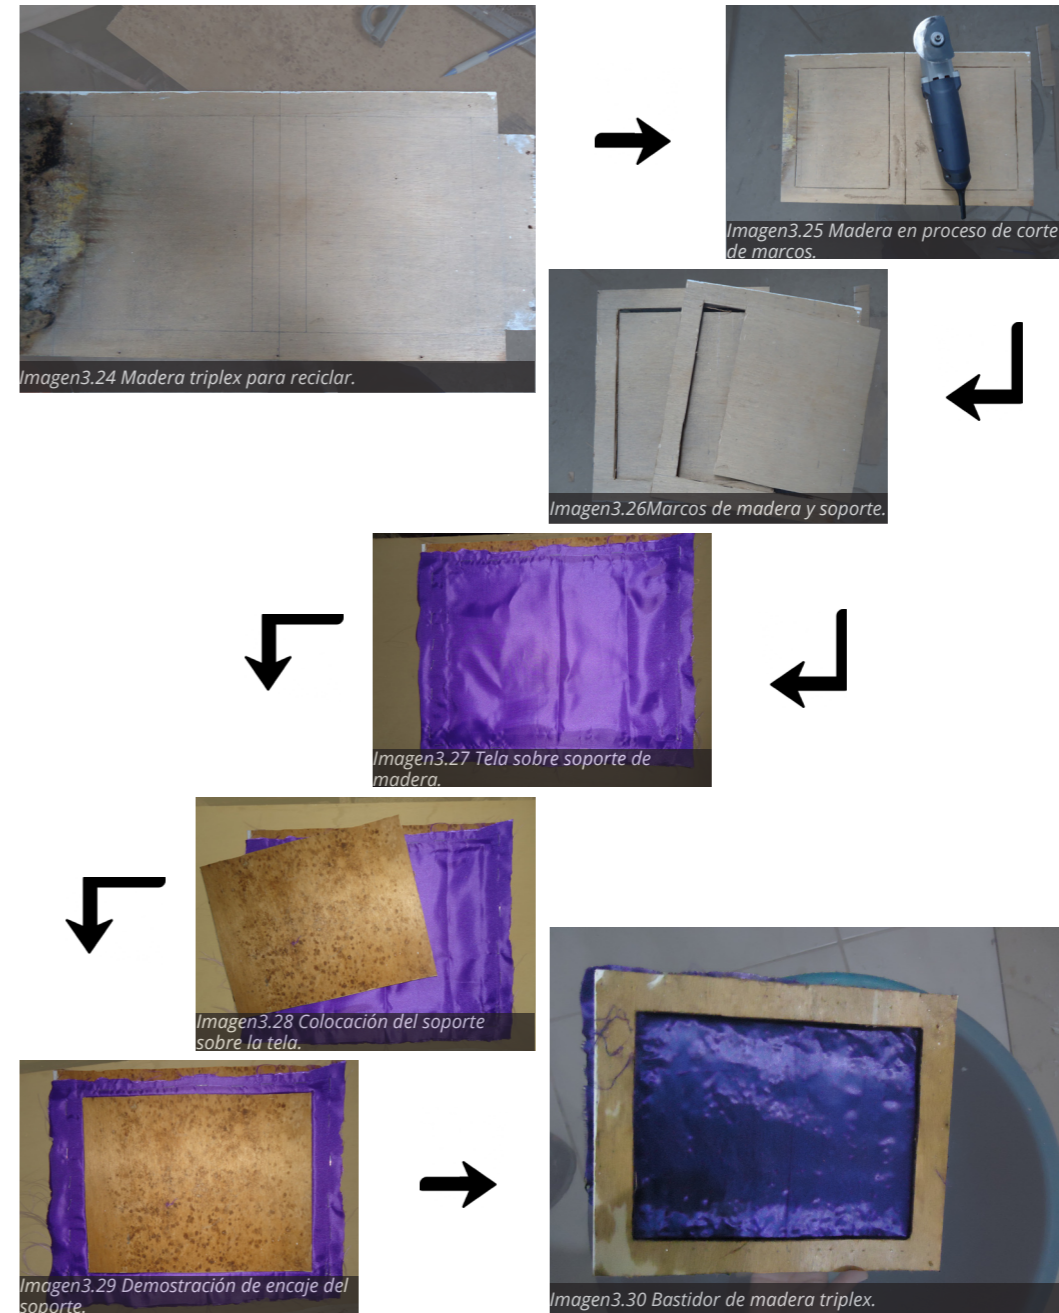 Imagen3.24 Madera triplex para reciclar.
Imagen3.25 Madera en proceso de corte
de marcos.
Imagen3.26Marcos de madera y soporte.
Imagen3.27 Tela sobre soporte de
madera.
Imagen3.28 Colocación del soporte
sobre la tela.
Imagen3.29 Demostración de encaje del
soporte.
Imagen3.30 Bastidor de madera triplex.